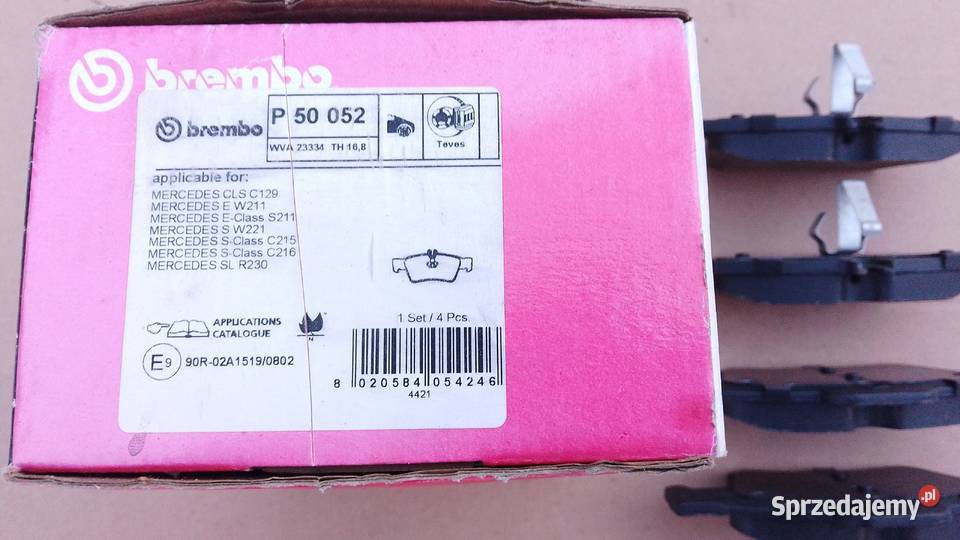 brembo
brembo
P 50 052
WVA 23334 TH 16,8
Teves
applicable for:
MERCEDES CLS C129
MERCEDES E W211
MERCEDES E-Class S211
MERCEDES S W221
MERCEDES S-Class C215
MERCEDES S-Class C216
MERCEDES SL R230
1 Set / 4 Pcs.
APPLICATIONS
CATALOGUE
N
E9 90R-02A1519/0802
8 020584 054246
4421
Sprzedajemy.pl